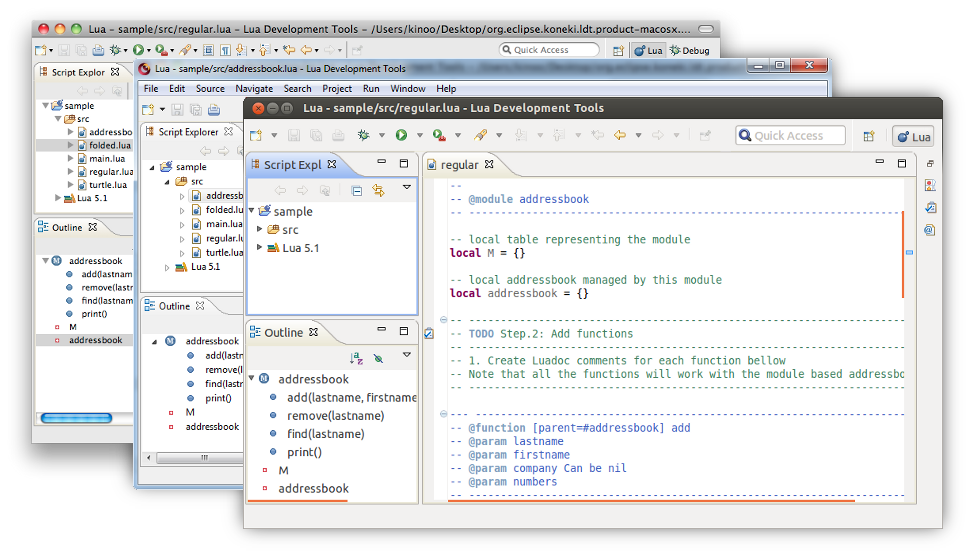 Lua - sample/src/regular.lua - Lua Development Tools - /Users/kinoo/Desktop/org.eclipse.koneki.ldt.product-macosx....
Quick Access
Lua
Debug
Script Explor
sample
src
addressbo
folded.lua
main.lua
regular.lua
turtle.lua
Lua 5.1
Outline
M
addressbook
add(lastnam
remove(lastn
find(lastnam
print()
M
addressbook
Lua - sample/src/addressbook.lua - Lua Development Tools
File Edit Source Navigate Search Project Run Window Help
Script Explorer
sample
src
addressb
folded.lu
main.lua
regular.lu
turtle.lua
Lua 5.1
Outline
M
addressbook
add(lastn
remove(l
find(lastn
print()
M
addressbook
Lua - sample/src/regular.lua - Lua Development Tools
Quick Access
Lua
Script Expl
sample
src
Lua 5.1
Outline
M
addressbook
add(lastname, firstname
remove(lastname)
find(lastname)
print()
M
addressbook
regular
--
-- @module addressbook
-- ------------------------------------------------------------------
-- local table representing the module
local M = {}
-- local addressbook managed by this module
local addressbook = {}
-- ------------------------------------------------------------------
-- TODO Step.2: Add functions
-- ------------------------------------------------------------------
-- 1. Create Luadoc comments for each function bellow
-- Note that all the functions will work with the module based addressbo
-- ------------------------------------------------------------------
--- -----------------------------------------------------------------
-- @function [parent=#addressbook] add
-- @param lastname
-- @param firstname
-- @param company Can be nil
-- @param numbers
-- ------------------------------------------------------------------